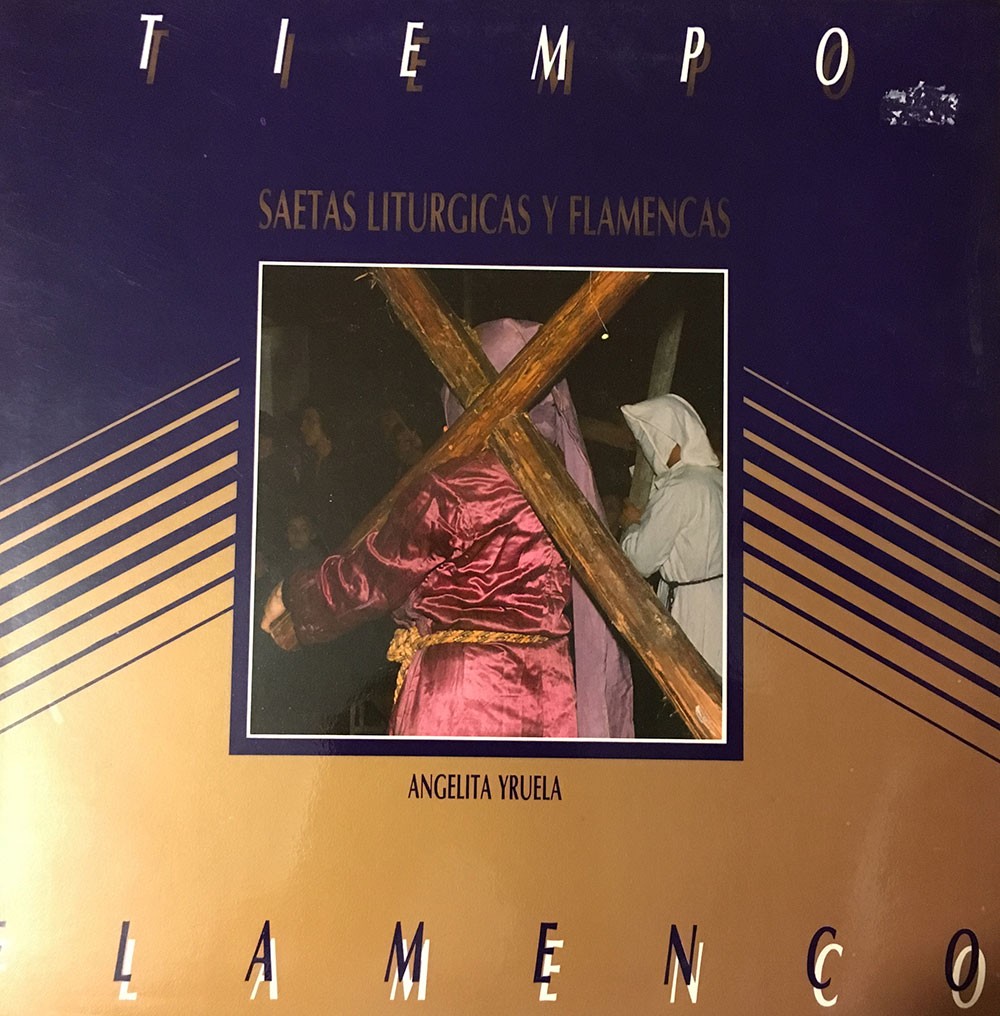 TIEMPO
SAETAS LITURGICAS Y FLAMENCAS
ANGELITA YRUELA
FLAMENCO